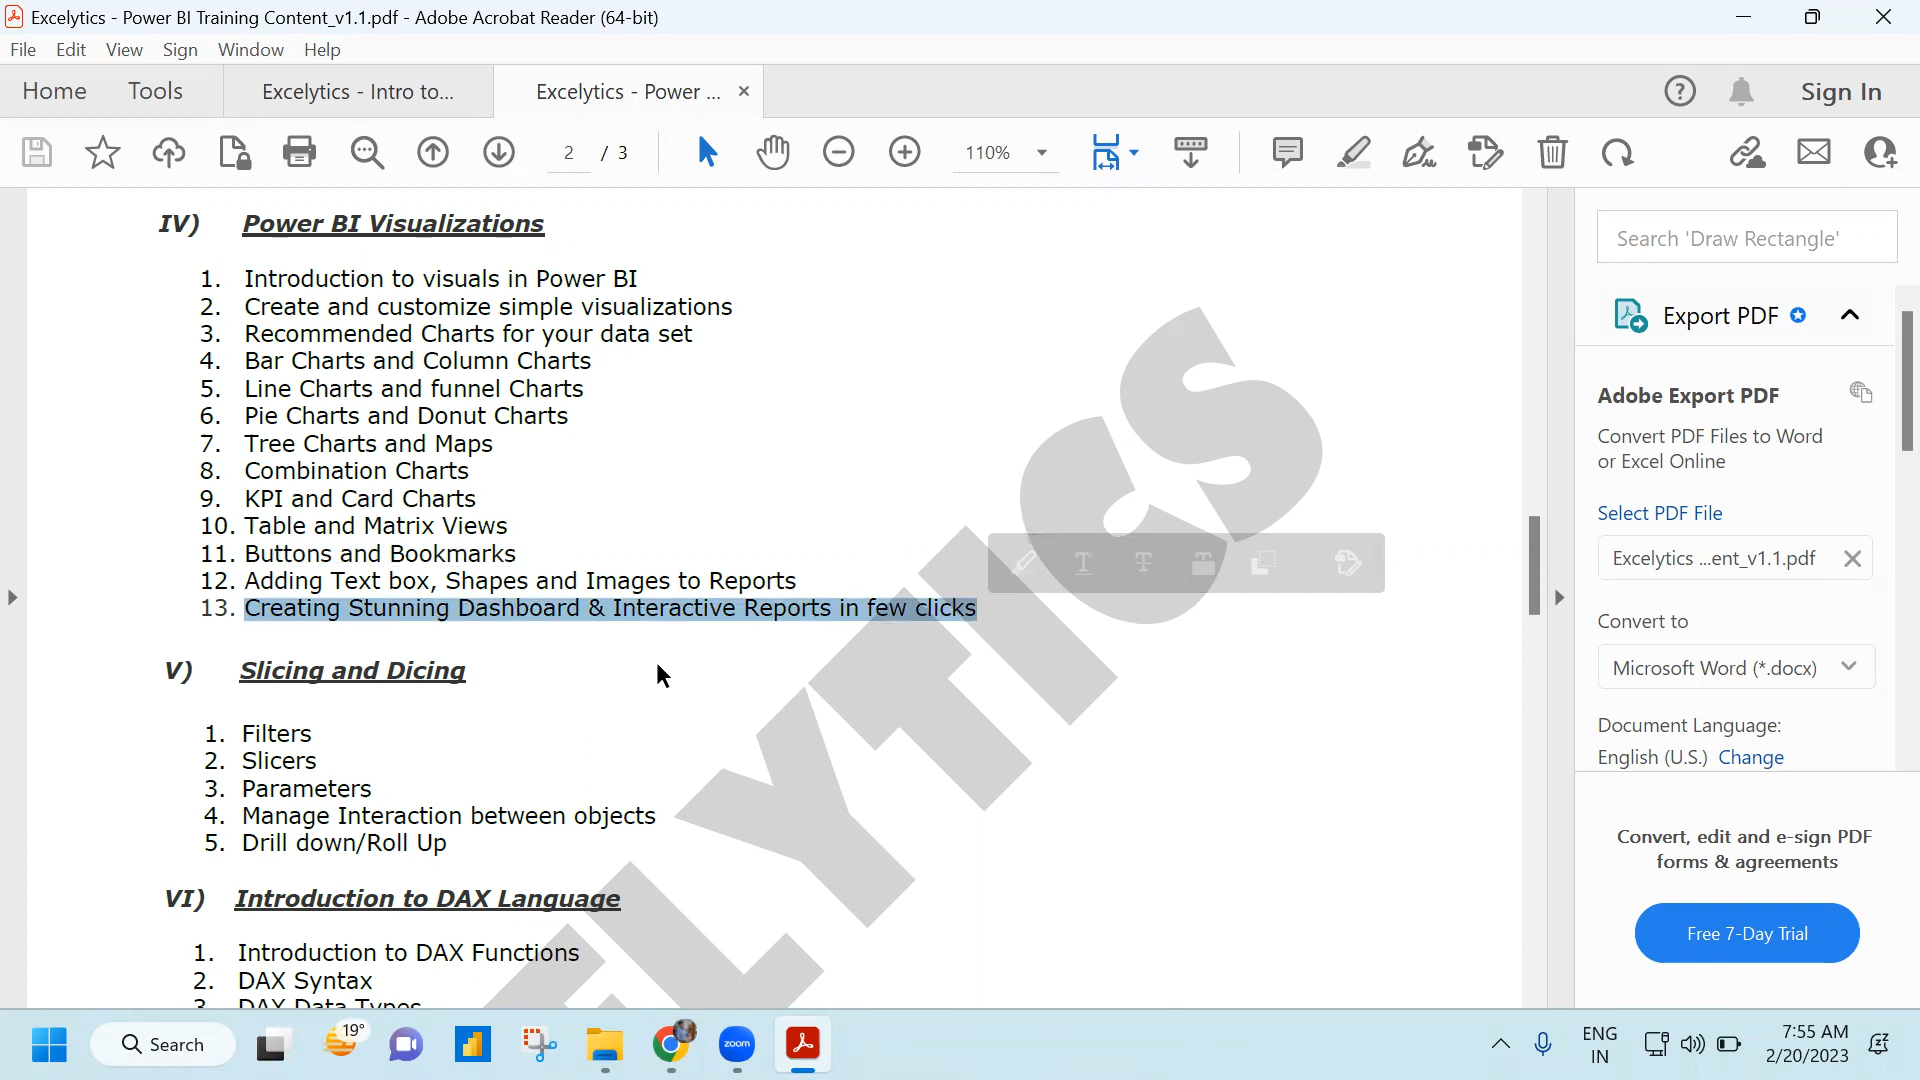 Excelytics - Power BI Training Content_v1.1.pdf - Adobe Acrobat Reader (64-bit)
File Edit View Sign Window Help
Home Tools Excelytics - Intro to... Excelytics - Power ... Sign In
2 / 3 110%
IV) Power BI Visualizations
1. Introduction to visuals in Power BI
2. Create and customize simple visualizations
3. Recommended Charts for your data set
4. Bar Charts and Column Charts
5. Line Charts and funnel Charts
6. Pie Charts and Donut Charts
7. Tree Charts and Maps
8. Combination Charts
9. KPI and Card Charts
10. Table and Matrix Views
11. Buttons and Bookmarks
12. Adding Text box, Shapes and Images to Reports
13. Creating Stunning Dashboard & Interactive Reports in few clicks
V) Slicing and Dicing
1. Filters
2. Slicers
3. Parameters
4. Manage Interaction between objects
5. Drill down/Roll Up
VI) Introduction to DAX Language
1. Introduction to DAX Functions
2. DAX Syntax
3. DAX Data Types
ELYTICS
Search 'Draw Rectangle'
Export PDF
Adobe Export PDF
Convert PDF Files to Word
or Excel Online
Select PDF File
Excelytics ...ent_v1.1.pdf
Convert to
Microsoft Word (*.docx)
Document Language:
English (U.S.) Change
Convert, edit and e-sign PDF
forms & agreements
Free 7-Day Trial
Search
19°
zoom
ENG
IN
7:55 AM
2/20/2023